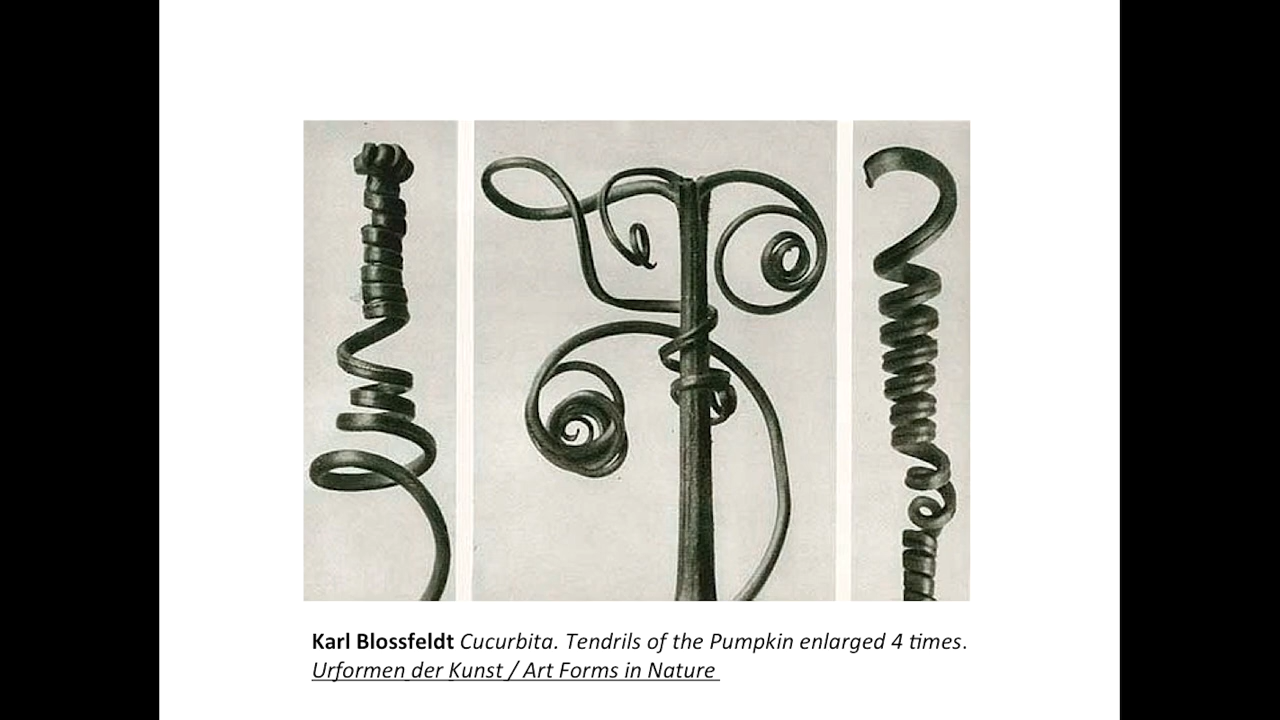 Karl Blossfeldt Cucurbita. Tendrils of the Pumpkin enlarged 4 times.
Urformen der Kunst / Art Forms in Nature